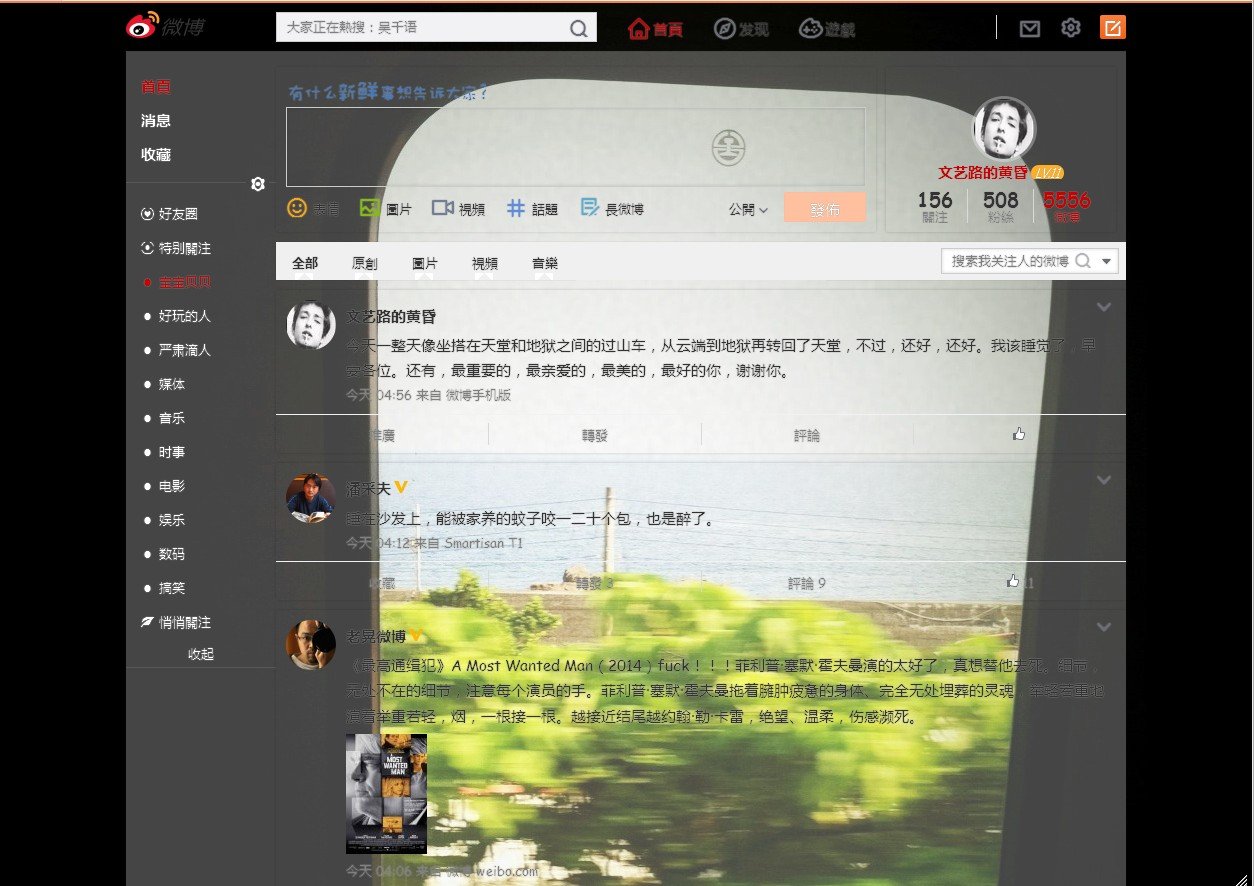 微博
大家正在熱搜：吴千语
首頁
发现
遊戲
首頁
消息
收藏
好友圈
特别關注
宝宝贝贝
好玩的人
严肃滴人
媒体
音乐
时事
电影
娱乐
数码
搞笑
悄悄關注
收起
有什么新鲜事想告诉大家?
表情
圖片
視頻
話題
長微博
公開
發佈
文艺路的黄昏
LV.11
156
關注
508
粉絲
5556
微博
全部
原創
圖片
視頻
音樂
搜索我关注人的微博
文艺路的黄昏
今天一整天像坐搭在天堂和地狱之间的过山车，从云端到地狱再转回了天堂，不过，还好，还好。我该睡觉了，早
安各位。还有，最重要的，最亲爱的，最美的，最好的你，谢谢你。
今天 04:56 来自 微博手机版
推廣
轉發
評論
潘采夫
睡在沙发上，能被家养的蚊子咬一二十个包，也是醉了。
今天 04:12 来自 Smartisan T1
收藏
轉發 3
評論 9
11
老晃微博
《最高通缉犯》A Most Wanted Man（2014）fuck！！！菲利普·塞默·霍夫曼演的太好了，真想替他去死。细节，
无处不在的细节，注意每个演员的手。菲利普·塞默·霍夫曼拖着臃肿疲惫的身体、完全无处埋葬的灵魂，
演着举重若轻，烟，一根接一根。越接近结尾越约翰·勒·卡雷，绝望、温柔，伤感濒死。
A MOST WANTED MAN
今天 04:06 来自 微博 weibo.com